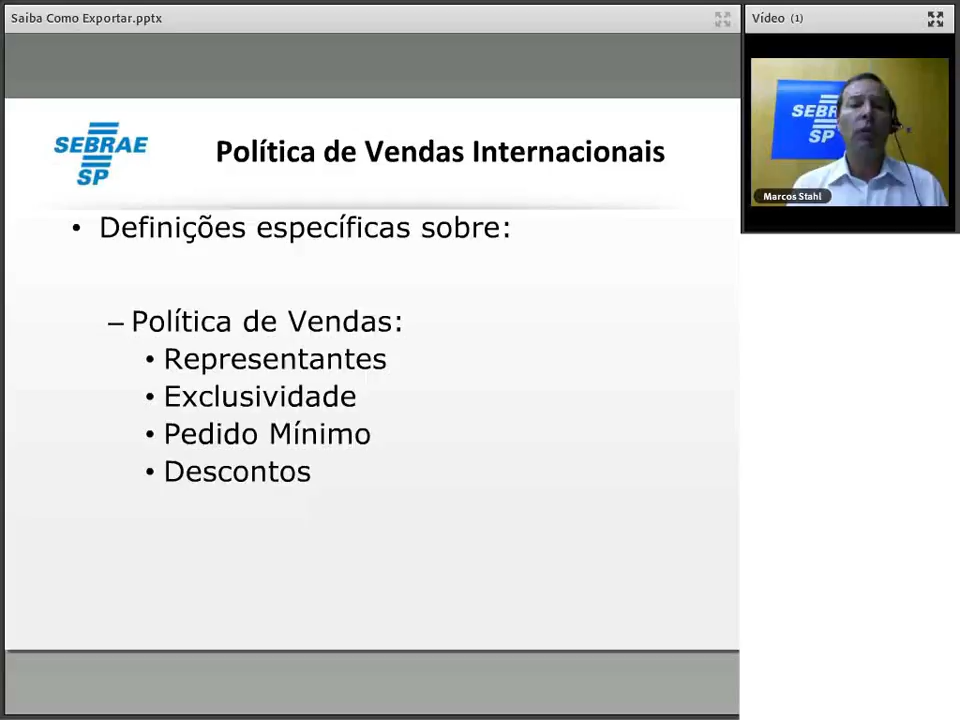 Saiba Como Exportar.pptx
Vídeo (1)
SEBRAE
SP
Política de Vendas Internacionais
SEBR
SP
Marcos Stahl
• Definições específicas sobre:
– Política de Vendas:
• Representantes
• Exclusividade
• Pedido Mínimo
• Descontos